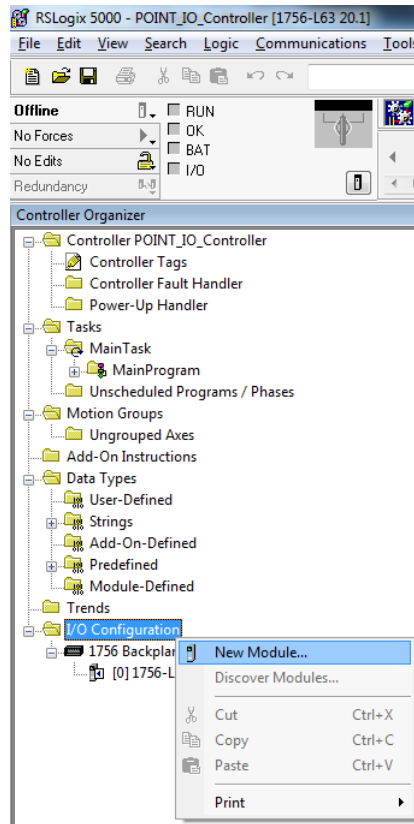 RSLogix 5000 - POINT_IO_Controller [1756-L63 20.1]
File Edit View Search Logic Communications Tools
Offline
RUN
No Forces
OK
BAT
No Edits
I/O
Redundancy
Controller Organizer
Controller POINT_IO_Controller
Controller Tags
Controller Fault Handler
Power-Up Handler
Tasks
MainTask
MainProgram
Unscheduled Programs / Phases
Motion Groups
Ungrouped Axes
Add-On Instructions
Data Types
User-Defined
Strings
Add-On-Defined
Predefined
Module-Defined
Trends
I/O Configuration
1756 Backplan
New Module...
[0] 1756-L
Discover Modules...
Cut Ctrl+X
Copy Ctrl+C
Paste Ctrl+V
Print